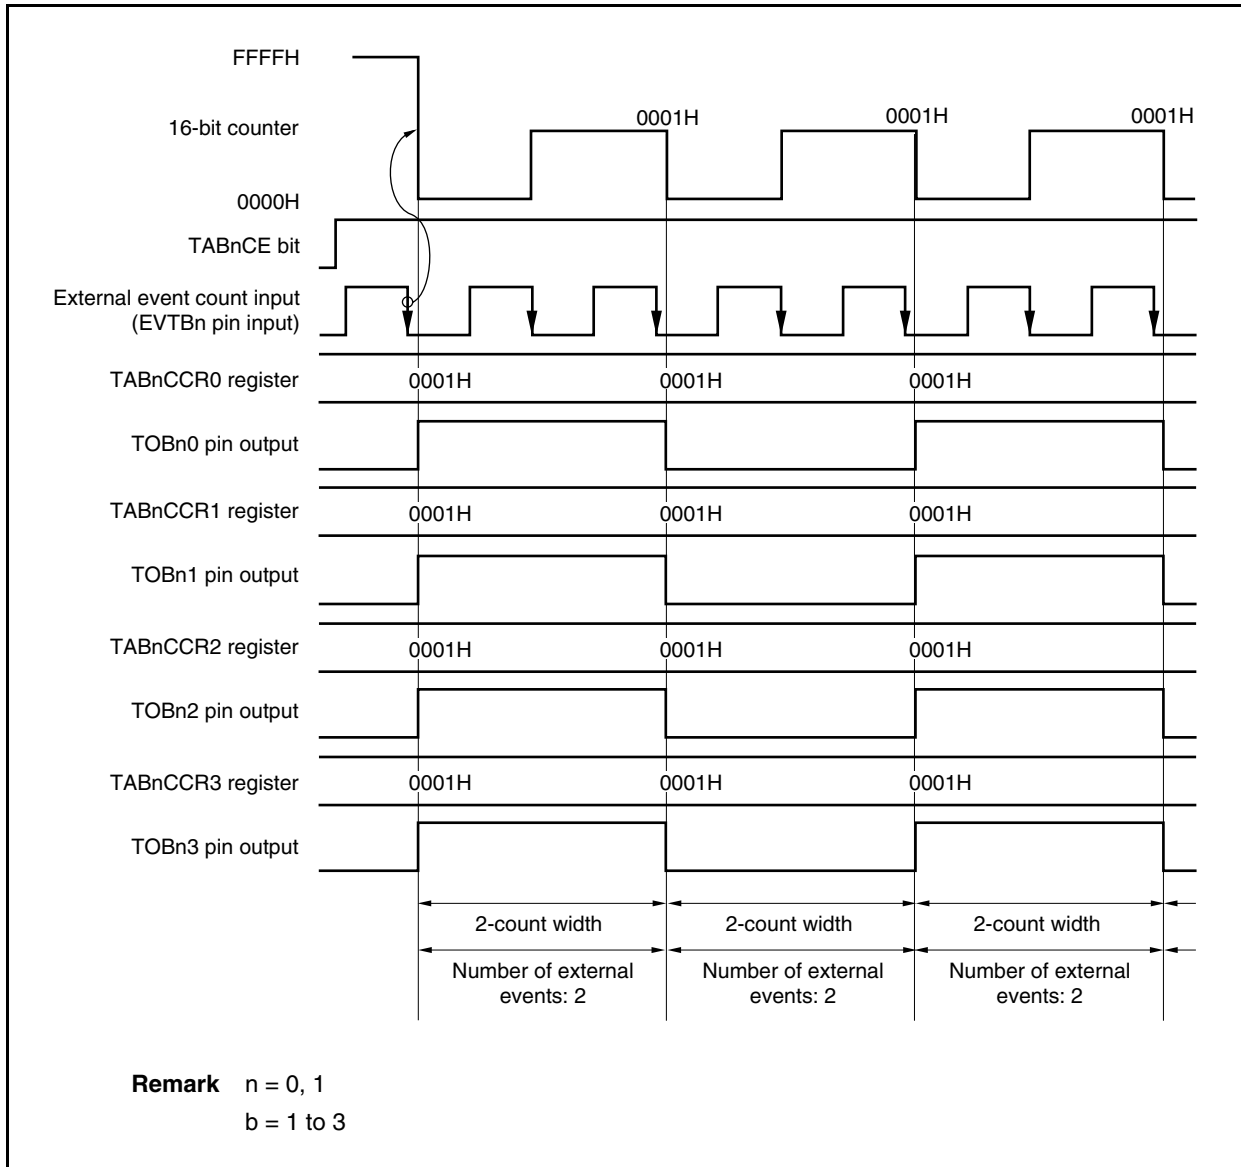 FFFFH
16-bit counter
0001H 0001H 0001H
0000H
TABnCE bit
External event count input
(EVTBn pin input)
TABnCCR0 register 0001H 0001H 0001H
TOBn0 pin output
TABnCCR1 register 0001H 0001H 0001H
TOBn1 pin output
TABnCCR2 register 0001H 0001H 0001H
TOBn2 pin output
TABnCCR3 register 0001H 0001H 0001H
TOBn3 pin output
2-count width 2-count width 2-count width
Number of external Number of external Number of external
events: 2 events: 2 events: 2
Remark n = 0, 1
b = 1 to 3